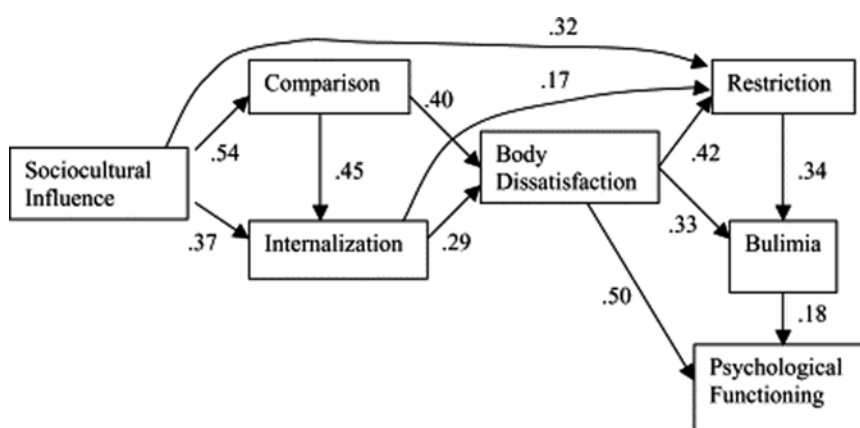 .32
Comparison
.17
Restriction
.40
.54
Body
Dissatisfaction
.42
Sociocultural
Influence
.45
.34
.37
Internalization
.29
.33
Bulimia
.50
.18
Psychological
Functioning